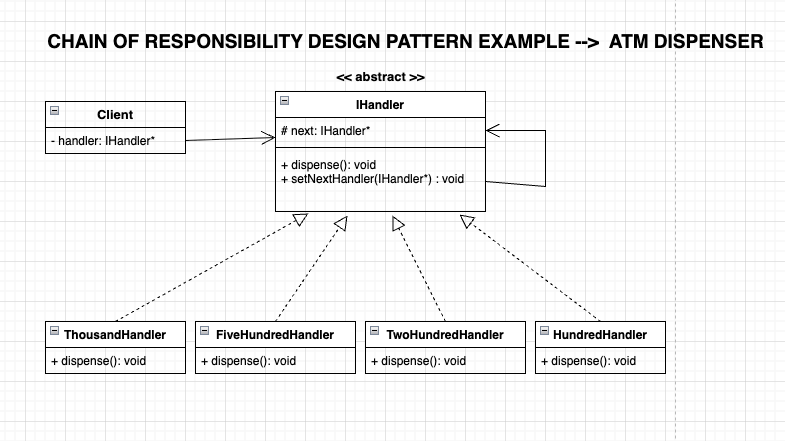 CHAIN OF RESPONSIBILITY DESIGN PATTERN EXAMPLE --> ATM DISPENSER
<< abstract >>
Client
- handler: IHandler*
IHandler
# next: IHandler*
+ dispense(): void
+ setNextHandler(IHandler*) : void
ThousandHandler
+ dispense(): void
FiveHundredHandler
+ dispense(): void
TwoHundredHandler
+ dispense(): void
HundredHandler
+ dispense(): void